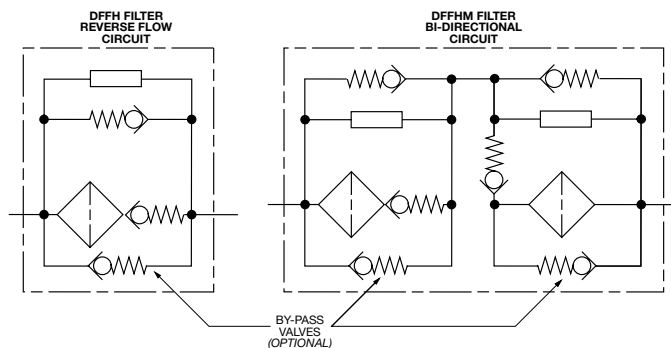 DFFH FILTER
REVERSE FLOW
CIRCUIT
DFFHM FILTER
BI-DIRECTIONAL
CIRCUIT
BY-PASS
VALVES
(OPTIONAL)